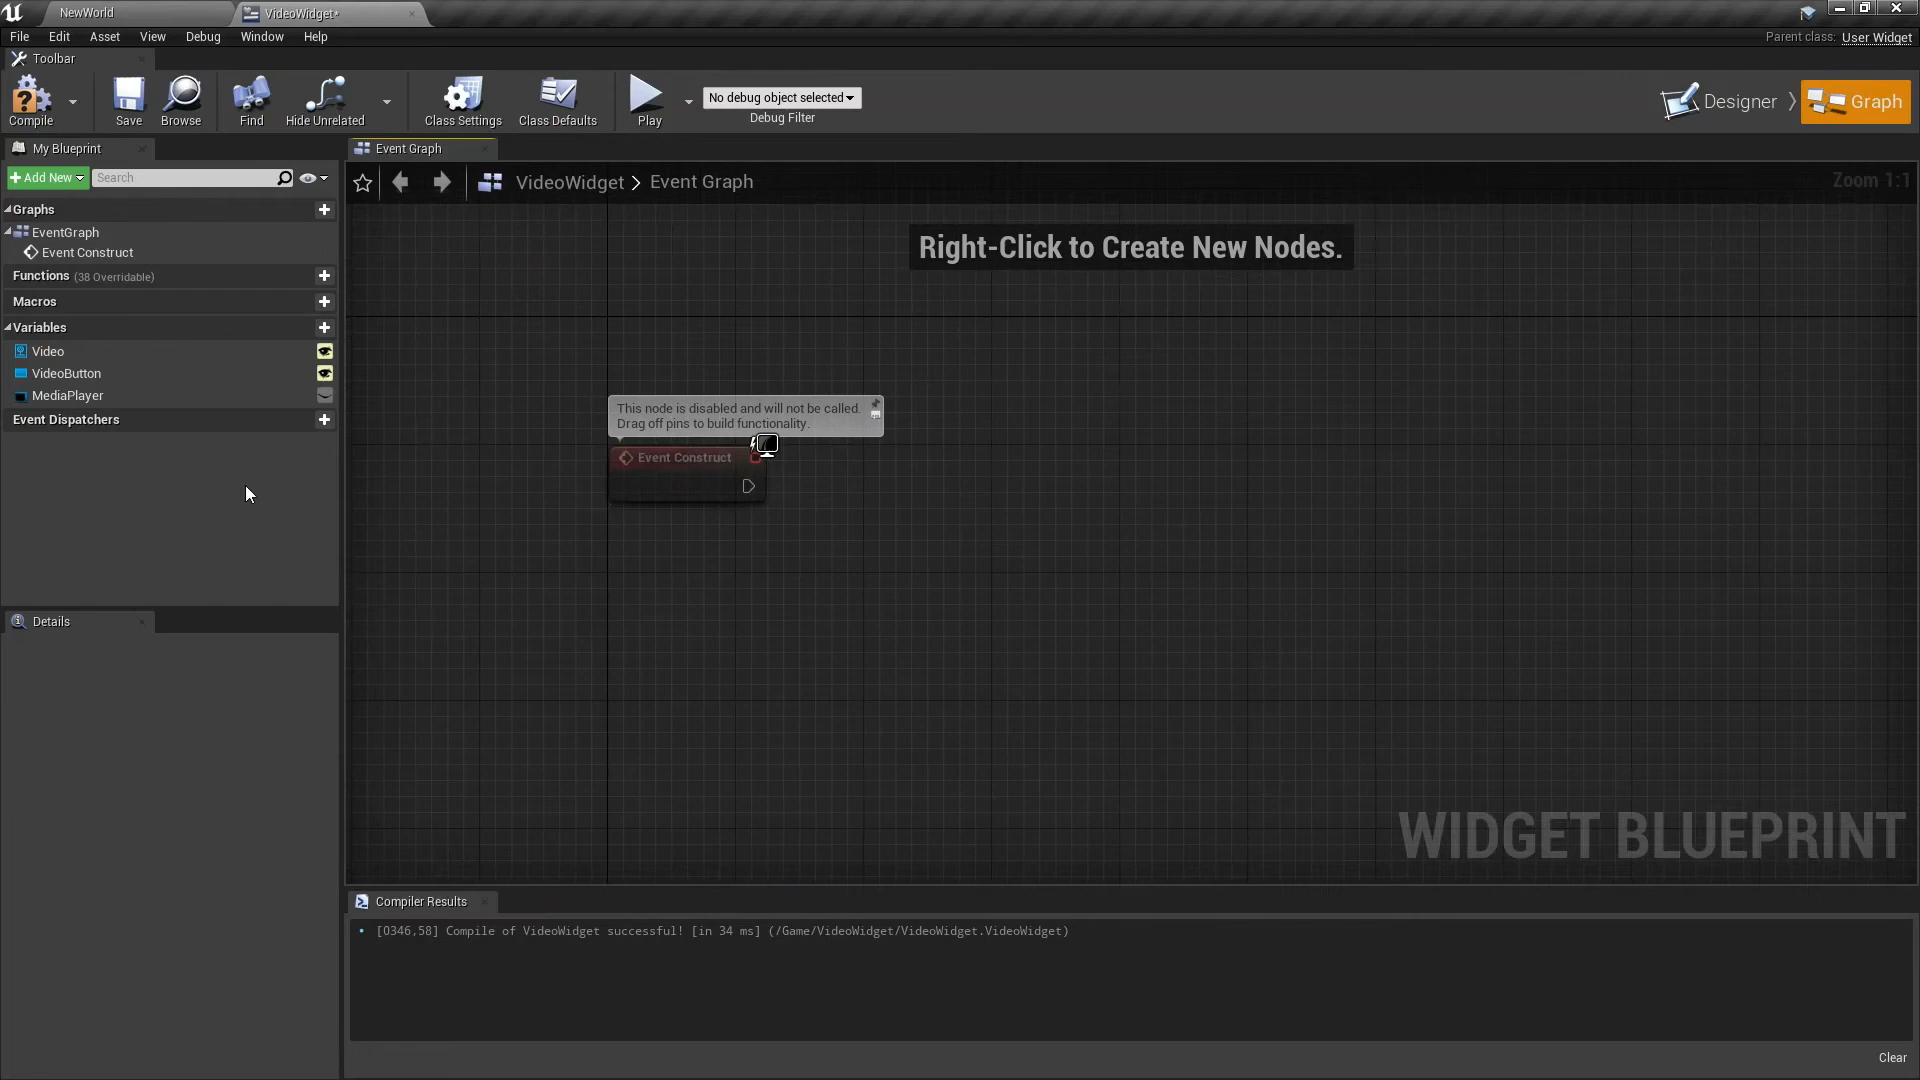 NewWorld
VideoWidget*
File Edit Asset View Debug Window Help
Parent class: User Widget
Toolbar
Compile
Save
Browse
Find
Hide Unrelated
Class Settings
Class Defaults
Play
No debug object selected
Debug Filter
Designer
Graph
My Blueprint
Event Graph
Add New
Search
VideoWidget > Event Graph
Zoom 1:1
Graphs
EventGraph
Event Construct
Functions (38 Overridable)
Macros
Variables
Video
VideoButton
MediaPlayer
Event Dispatchers
Right-Click to Create New Nodes.
This node is disabled and will not be called.
Drag off pins to build functionality.
Event Construct
Details
WIDGET BLUEPRINT
Compiler Results
[0346,58] Compile of VideoWidget successful! [in 34 ms] (/Game/VideoWidget/VideoWidget.VideoWidget)
Clear